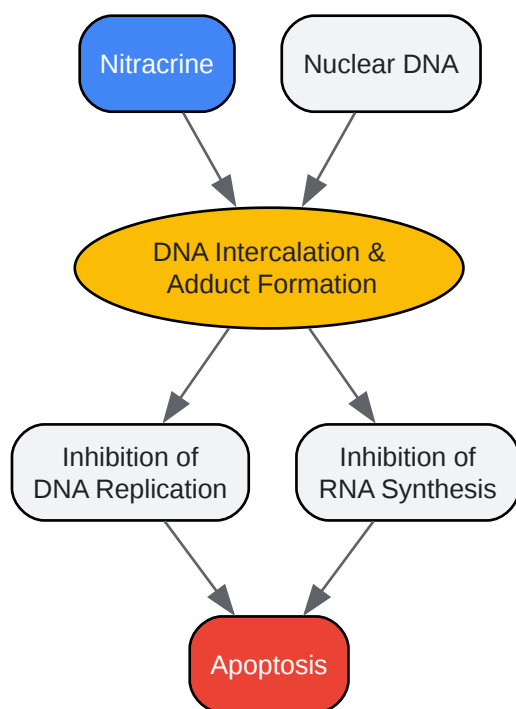 Nitracrine
Nuclear DNA
DNA Intercalation &
Adduct Formation
Inhibition of
DNA Replication
Inhibition of
RNA Synthesis
Apoptosis